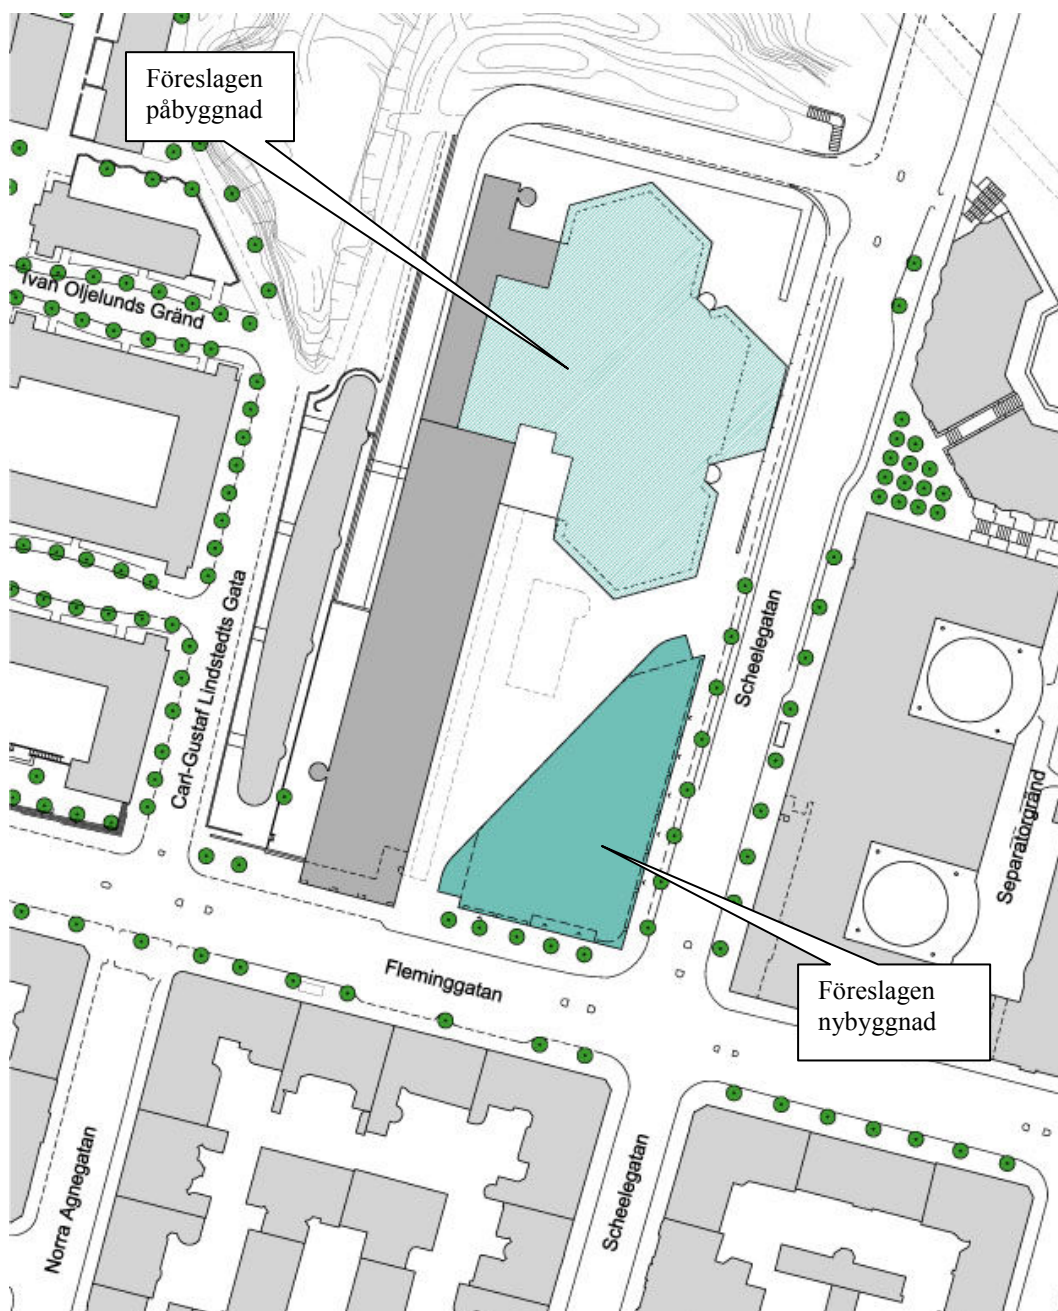 Föreslagen
påbyggnad
Ivan Oljelunds Gränd
Carl-Gustaf Lindstedts Gata
Scheelegatan
Separatorgränd
Föreslagen
nybyggnad
Fleminggatan
Norra Agnegatan
Scheelegatan